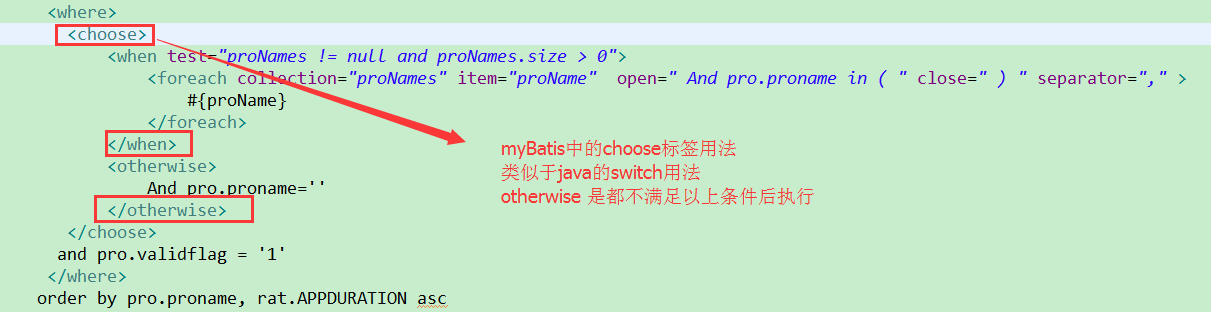 <where>
<choose>
<when test="proNames != null and proNames.size > 0">
<foreach collection="proNames" item="proName"  open=" And pro.proname in ( " close=" ) " separator="," >
#{proName}
</foreach>
</when>
<otherwise>
And pro.proname=''
</otherwise>
</choose>
and pro.validflag = '1'
</where>
order by pro.proname, rat.APPDURATION asc
myBatis中的choose标签用法
类似于java的switch用法
otherwise 是都不满足以上条件后执行